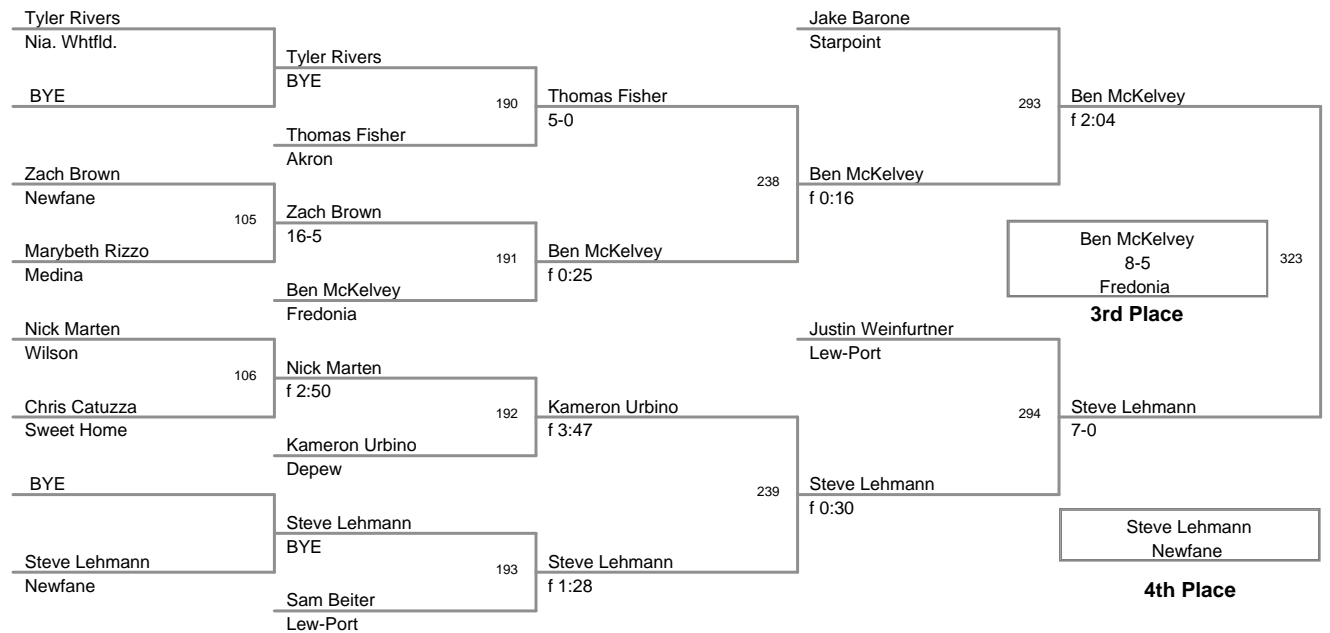 Tyler Rivers
Nia. Whtfld.
BYE
Zach Brown
Newfane
105
Marybeth Rizzo
Medina
Nick Marten
Wilson
106
Chris Catuzza
Sweet Home
BYE
Steve Lehmann
Newfane
Tyler Rivers
BYE
190
Thomas Fisher
Akron
Zach Brown
16-5
191
Ben McKelvey
Fredonia
Nick Marten
f 2:50
192
Kameron Urbino
Depew
Steve Lehmann
BYE
193
Sam Beiter
Lew-Port
Thomas Fisher
5-0
238
Ben McKelvey
f 0:25
Kameron Urbino
f 3:47
239
Steve Lehmann
f 1:28
Jake Barone
Starpoint
293
Ben McKelvey
f 0:16
Justin Weinfurtner
Lew-Port
294
Steve Lehmann
f 0:30
Ben McKelvey
f 2:04
Ben McKelvey
8-5
Fredonia
323
3rd Place
Steve Lehmann
7-0
Steve Lehmann
Newfane
4th Place